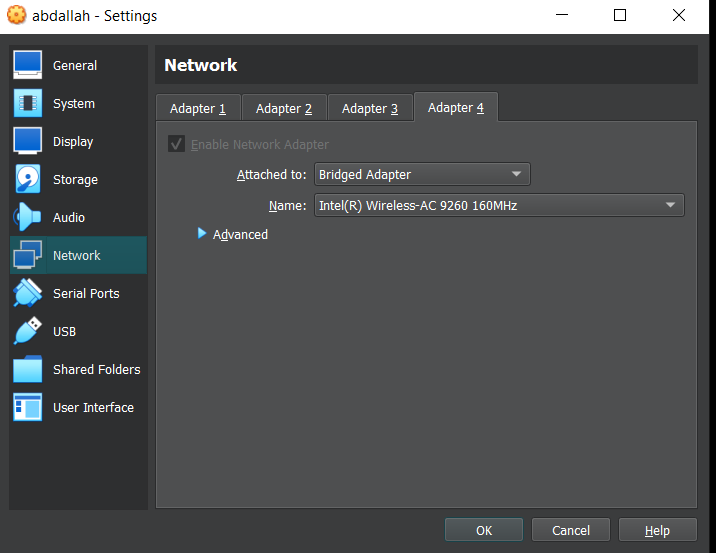 abdallah - Settings
General
System
Display
Storage
Audio
Network
Serial Ports
USB
Shared Folders
User Interface
Network
Adapter 1
Adapter 2
Adapter 3
Adapter 4
Enable Network Adapter
Attached to: Bridged Adapter
Name: Intel(R) Wireless-AC 9260 160MHz
Advanced
OK
Cancel
Help